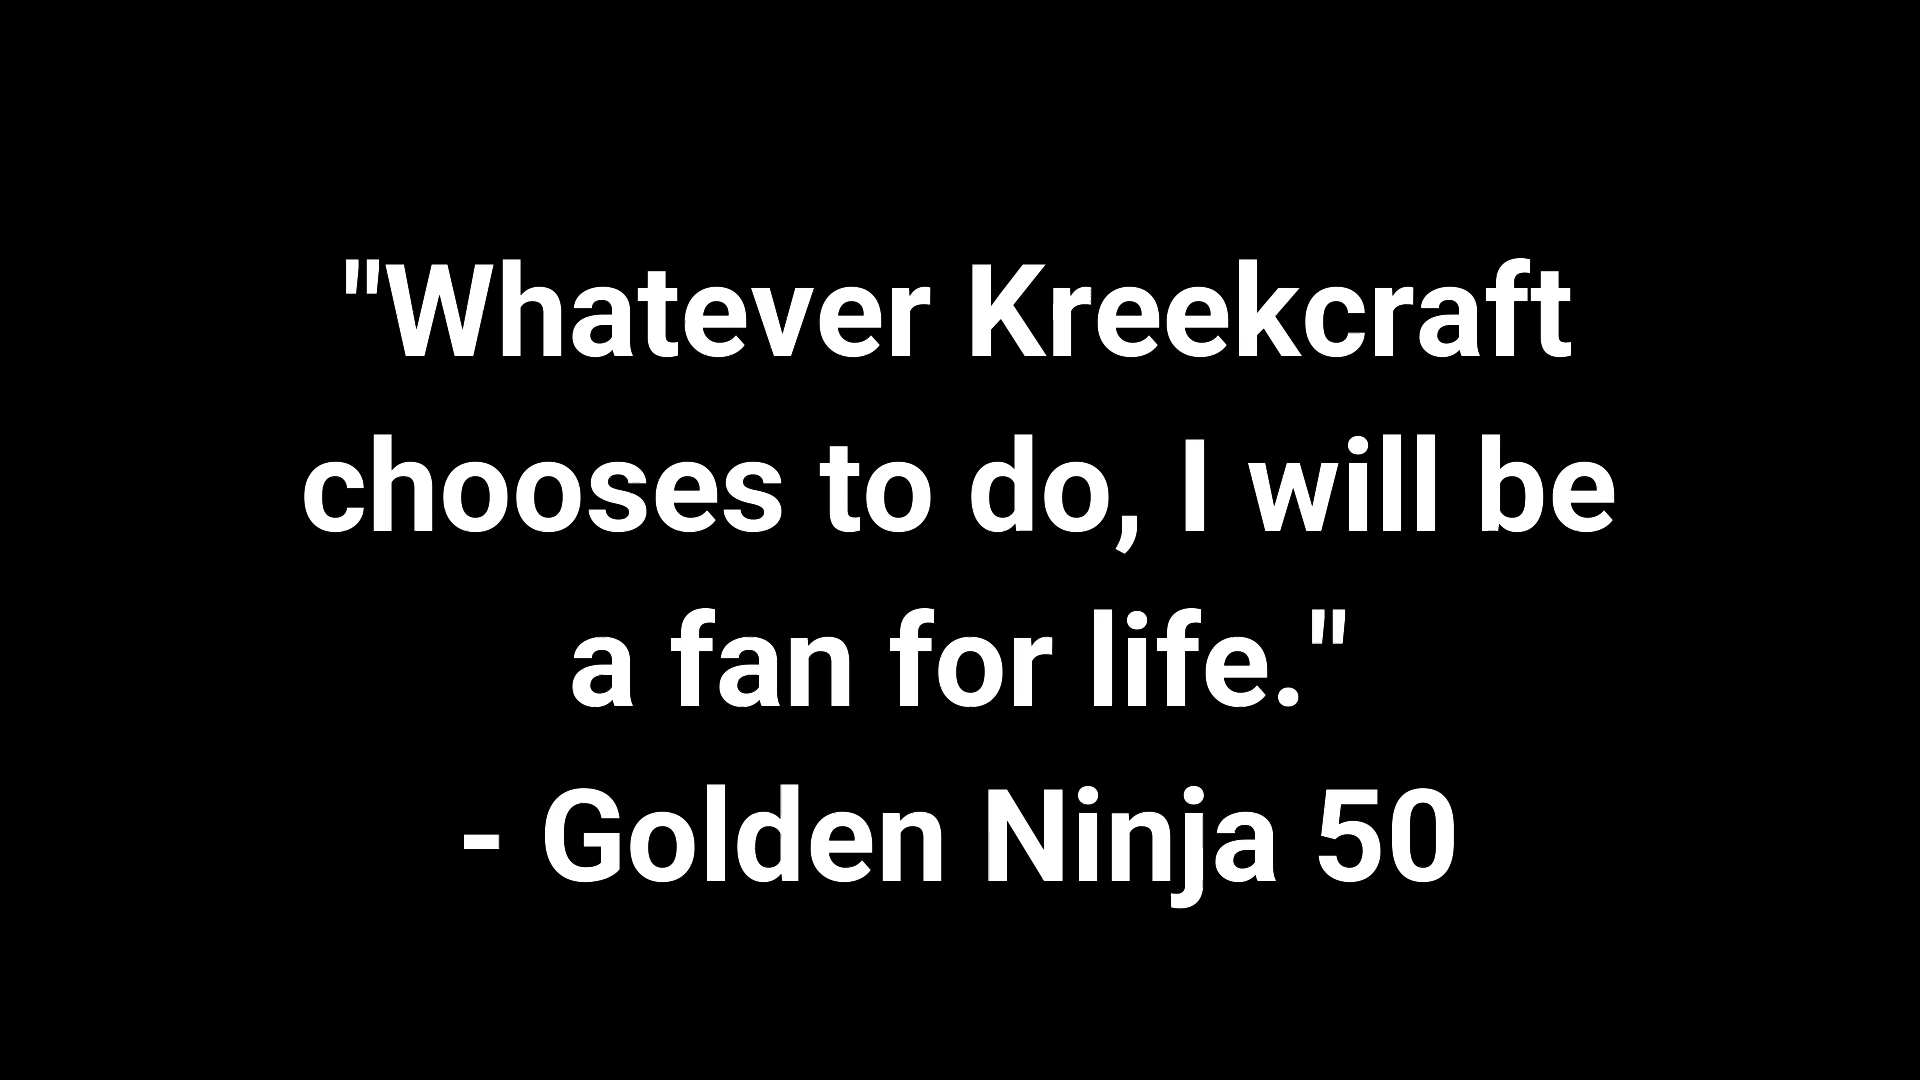 "Whatever Kreekcraft
chooses to do, I will be
a fan for life."
- Golden Ninja 50